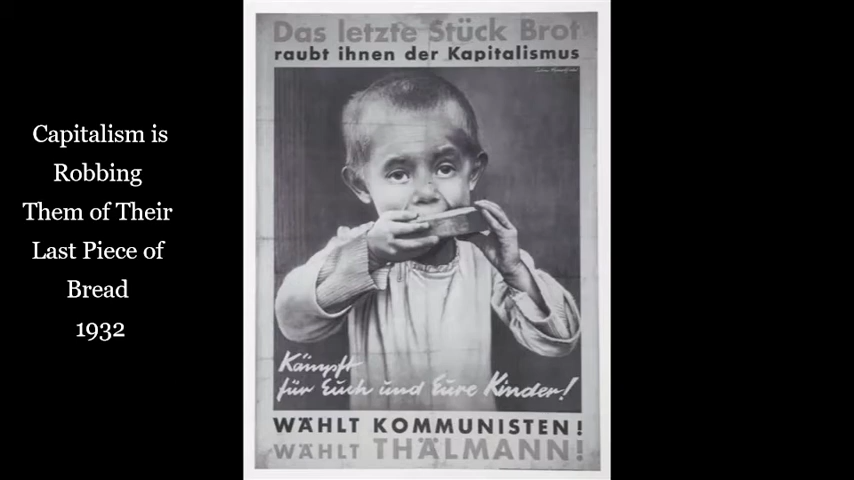 Capitalism is
Robbing
Them of Their
Last Piece of
Bread
1932
Das letzte Stück Brot
raubt ihnen der Kapitalismus
Kämpft
für Euch und Eure Kinder!
WÄHLT KOMMUNISTEN!
WÄHLT THÄLMANN!